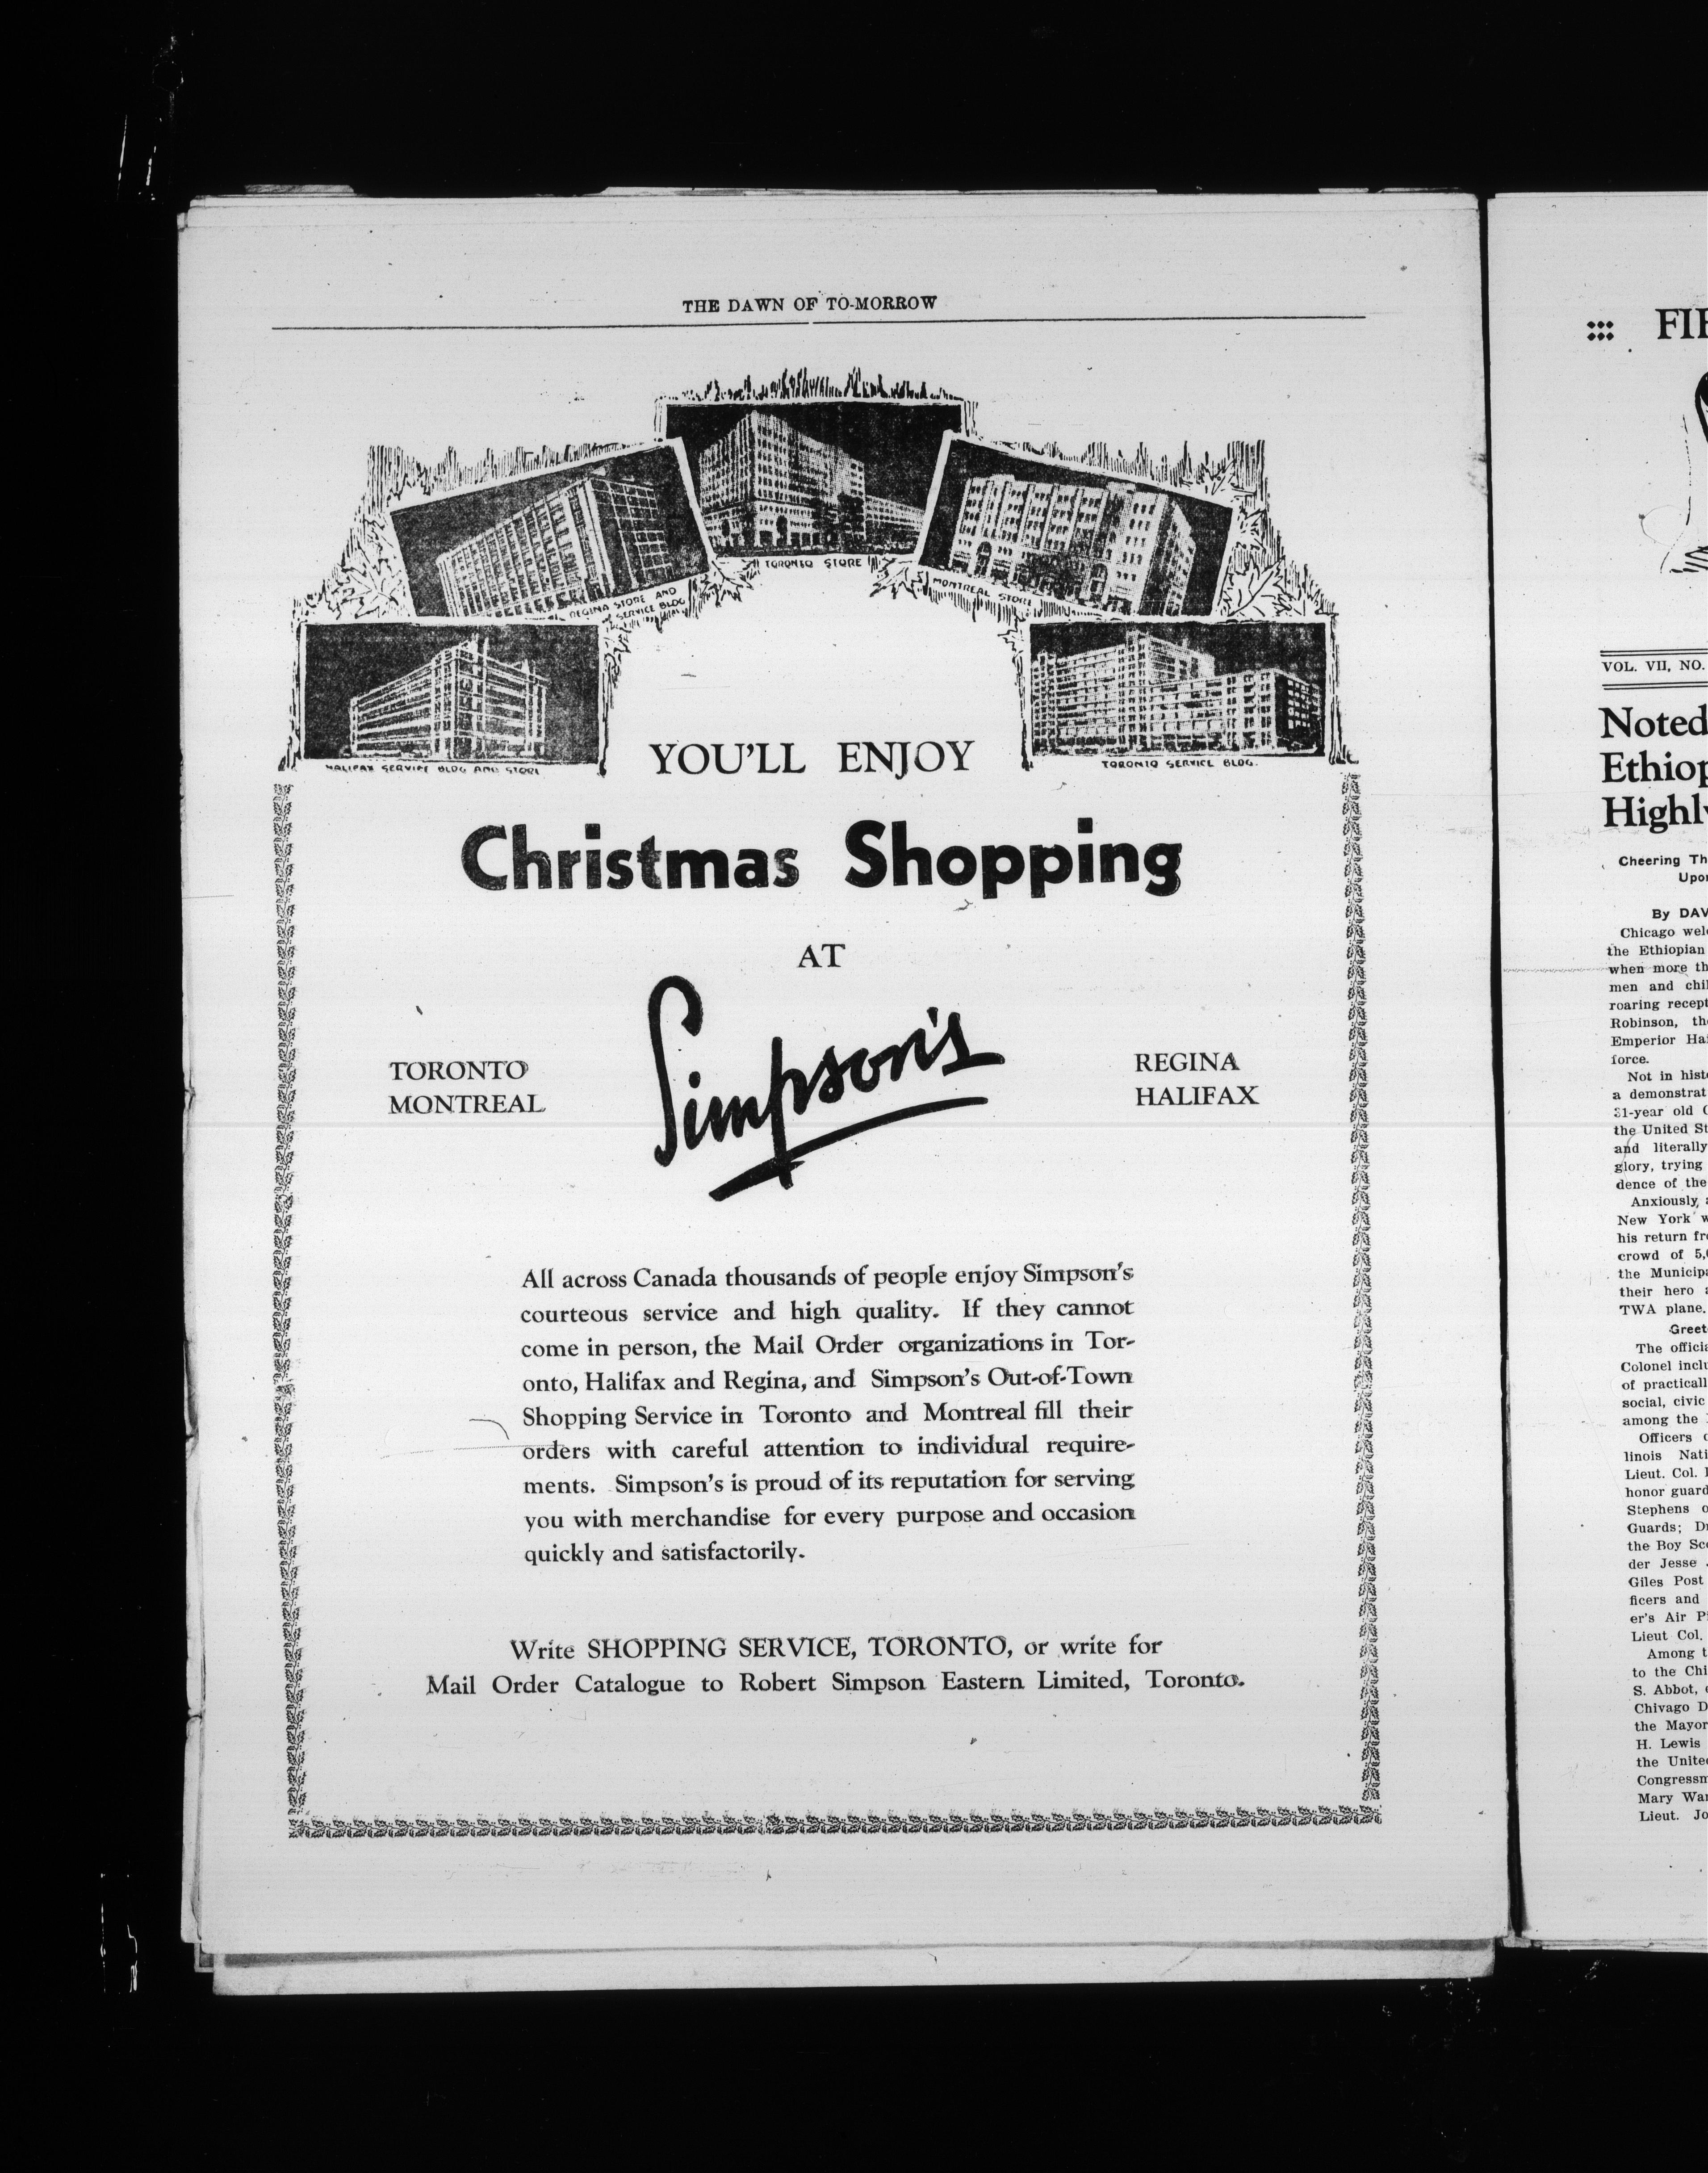 THE DAWN OF TO-MORROW
TORONTO STORE
REGINA STORE AND
SERVICE BLDG
MONTREAL STORE
HALIFAX SERVICE BLDG AND STORE
TORONTO SERVICE BLDG.
YOU'LL ENJOY
Christmas Shopping
AT
Simpson's
TORONTO
MONTREAL
REGINA
HALIFAX
All across Canada thousands of people enjoy Simpson's
courteous service and high quality. If they cannot
come in person, the Mail Order organizations in Tor-
onto, Halifax and Regina, and Simpson's Out-of-Town
Shopping Service in Toronto and Montreal fill their
orders with careful attention to individual require-
ments. Simpson's is proud of its reputation for serving
you with merchandise for every purpose and occasion
quickly and satisfactorily.
Write SHOPPING SERVICE, TORONTO, or write for
Mail Order Catalogue to Robert Simpson Eastern Limited, Toronto.
VOL. VII, NO.
Noted
Cheering
By
Chicago
the Ethiopian
when more
men and
roaring
Robinson,
Emperior
force.
Not in
a
31-year old
the United
and literally
glory, trying
dence of the
Anxiously,
New York
his return
crowd of
the
their hero
TWA plane.
The
Colonel
of
social, civic
among the
Officers
linois
Lieut. Col.
honor
Stephens
Guards;
the Boy
der Jesse
Giles Post
ficers and
er's Air
Lieut Col.
Among
to the
S. Abbot,
Chivago
the
H. Lewis
the
Mary
Lieut.